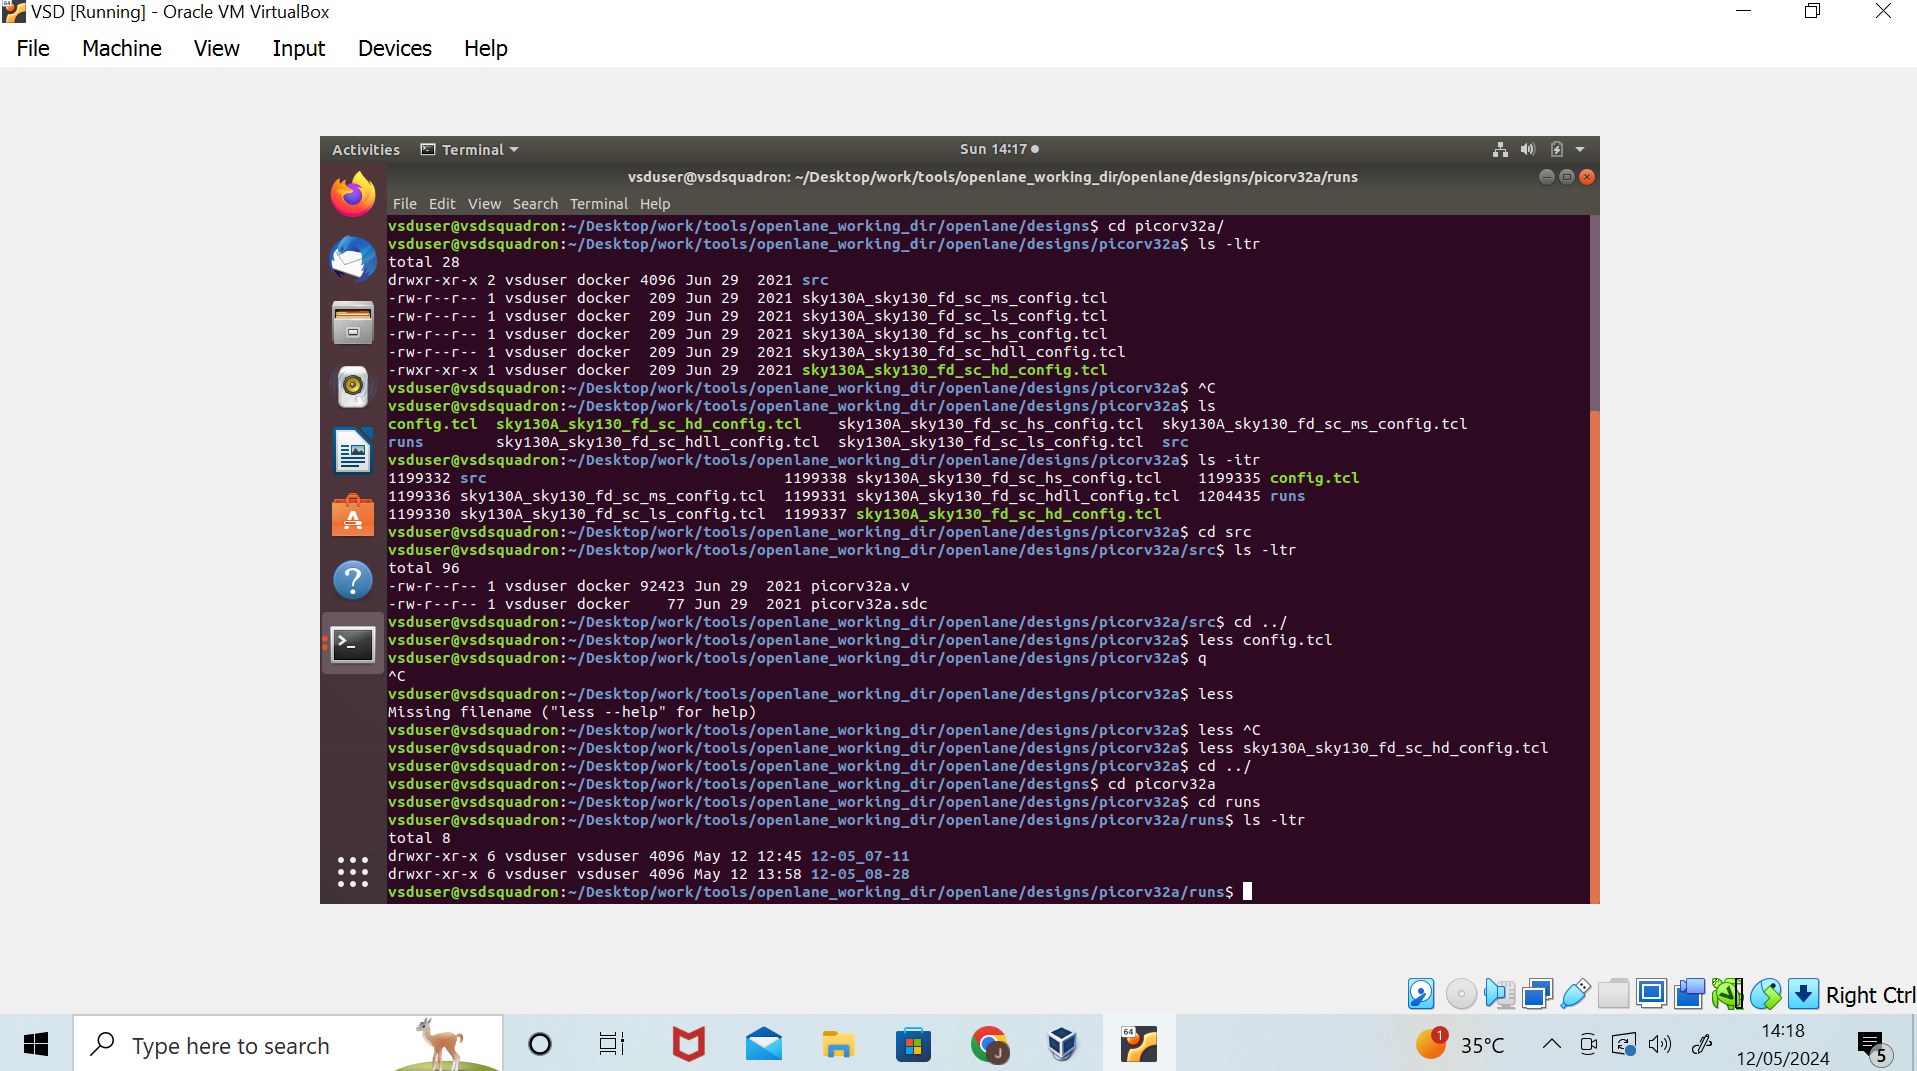 VSD [Running] - Oracle VM VirtualBox
File Machine View Input Devices Help
Activities Terminal Sun 14:17
vsduser@vsdsquadron: ~/Desktop/work/tools/openlane_working_dir/openlane/designs/picorv32a/runs
File Edit View Search Terminal Help
vsduser@vsdsquadron:~/Desktop/work/tools/openlane_working_dir/openlane/designs$ cd picorv32a/
vsduser@vsdsquadron:~/Desktop/work/tools/openlane_working_dir/openlane/designs/picorv32a$ ls -ltr
total 28
drwxr-xr-x 2 vsduser docker 4096 Jun 29  2021 src
-rw-r--r-- 1 vsduser docker  209 Jun 29  2021 sky130A_sky130_fd_sc_ms_config.tcl
-rw-r--r-- 1 vsduser docker  209 Jun 29  2021 sky130A_sky130_fd_sc_ls_config.tcl
-rw-r--r-- 1 vsduser docker  209 Jun 29  2021 sky130A_sky130_fd_sc_hs_config.tcl
-rw-r--r-- 1 vsduser docker  209 Jun 29  2021 sky130A_sky130_fd_sc_hdll_config.tcl
-rwxr-xr-x 1 vsduser docker  209 Jun 29  2021 sky130A_sky130_fd_sc_hd_config.tcl
vsduser@vsdsquadron:~/Desktop/work/tools/openlane_working_dir/openlane/designs/picorv32a$ ^C
vsduser@vsdsquadron:~/Desktop/work/tools/openlane_working_dir/openlane/designs/picorv32a$ ls
config.tcl  sky130A_sky130_fd_sc_hd_config.tcl    sky130A_sky130_fd_sc_hs_config.tcl  sky130A_sky130_fd_sc_ms_config.tcl
runs        sky130A_sky130_fd_sc_hdll_config.tcl  sky130A_sky130_fd_sc_ls_config.tcl  src
vsduser@vsdsquadron:~/Desktop/work/tools/openlane_working_dir/openlane/designs/picorv32a$ ls -itr
1199332 src                                 1199338 sky130A_sky130_fd_sc_hs_config.tcl    1199335 config.tcl
1199336 sky130A_sky130_fd_sc_ms_config.tcl  1199331 sky130A_sky130_fd_sc_hdll_config.tcl  1204435 runs
1199330 sky130A_sky130_fd_sc_ls_config.tcl  1199337 sky130A_sky130_fd_sc_hd_config.tcl
vsduser@vsdsquadron:~/Desktop/work/tools/openlane_working_dir/openlane/designs/picorv32a$ cd src
vsduser@vsdsquadron:~/Desktop/work/tools/openlane_working_dir/openlane/designs/picorv32a/src$ ls -ltr
total 96
-rw-r--r-- 1 vsduser docker 92423 Jun 29  2021 picorv32a.v
-rw-r--r-- 1 vsduser docker    77 Jun 29  2021 picorv32a.sdc
vsduser@vsdsquadron:~/Desktop/work/tools/openlane_working_dir/openlane/designs/picorv32a/src$ cd ../
vsduser@vsdsquadron:~/Desktop/work/tools/openlane_working_dir/openlane/designs/picorv32a$ less config.tcl
vsduser@vsdsquadron:~/Desktop/work/tools/openlane_working_dir/openlane/designs/picorv32a$ q
^C
vsduser@vsdsquadron:~/Desktop/work/tools/openlane_working_dir/openlane/designs/picorv32a$ less
Missing filename ("less --help" for help)
vsduser@vsdsquadron:~/Desktop/work/tools/openlane_working_dir/openlane/designs/picorv32a$ less ^C
vsduser@vsdsquadron:~/Desktop/work/tools/openlane_working_dir/openlane/designs/picorv32a$ less sky130A_sky130_fd_sc_hd_config.tcl
vsduser@vsdsquadron:~/Desktop/work/tools/openlane_working_dir/openlane/designs/picorv32a$ cd ../
vsduser@vsdsquadron:~/Desktop/work/tools/openlane_working_dir/openlane/designs$ cd picorv32a
vsduser@vsdsquadron:~/Desktop/work/tools/openlane_working_dir/openlane/designs/picorv32a$ cd runs
vsduser@vsdsquadron:~/Desktop/work/tools/openlane_working_dir/openlane/designs/picorv32a/runs$ ls -ltr
total 8
drwxr-xr-x 6 vsduser vsduser 4096 May 12 12:45 12-05_07-11
drwxr-xr-x 6 vsduser vsduser 4096 May 12 13:58 12-05_08-28
vsduser@vsdsquadron:~/Desktop/work/tools/openlane_working_dir/openlane/designs/picorv32a/runs$
Right Ctrl
Type here to search
J
64
1
35°C
14:18
12/05/2024
5